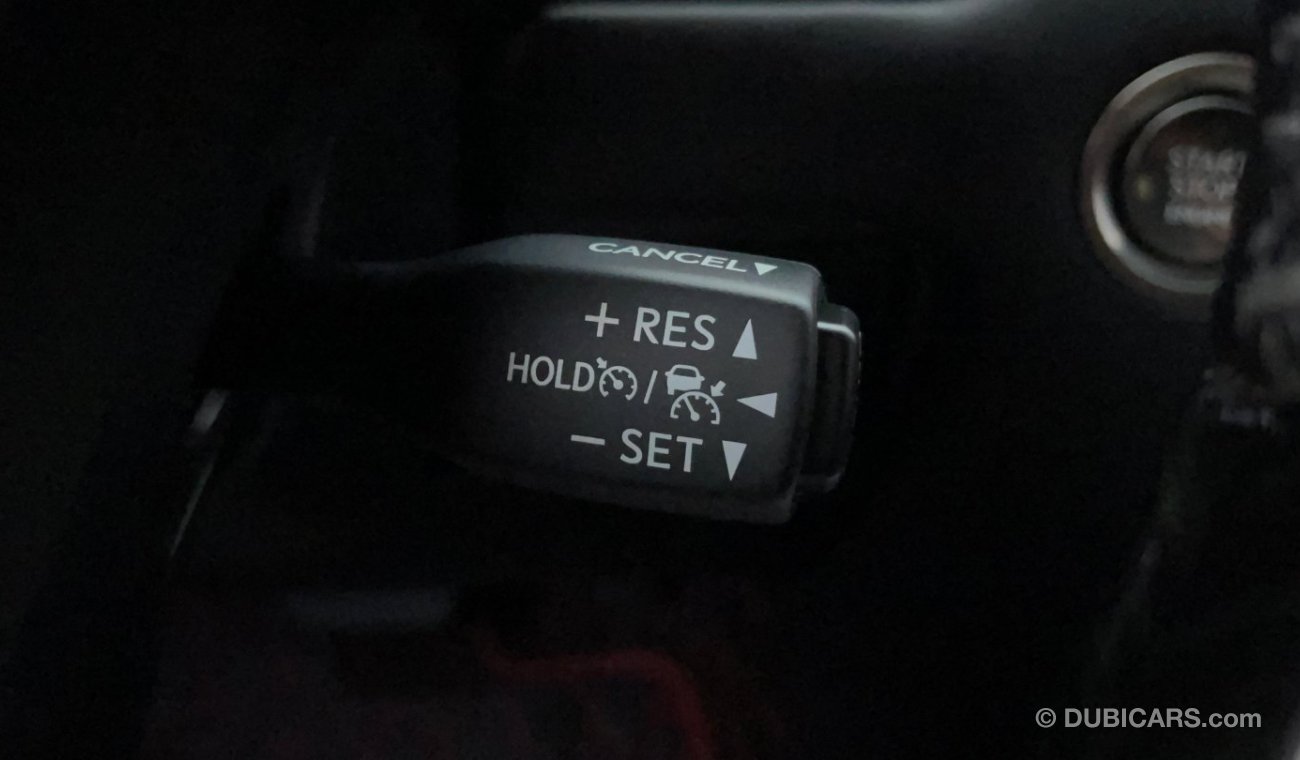 CANCEL▼
+ RES ▲
HOLD / ◀
− SET ▼
START
STOP
© DUBICARS.com